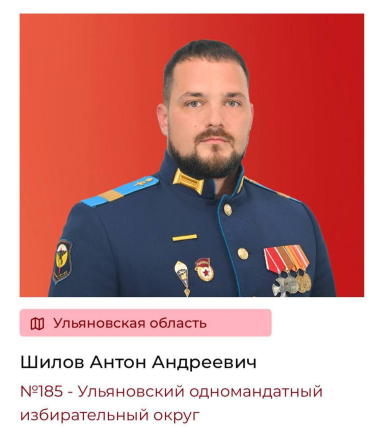 Ульяновская область
Шилов Антон Андреевич
№185 - Ульяновский одномандатный
избирательный округ